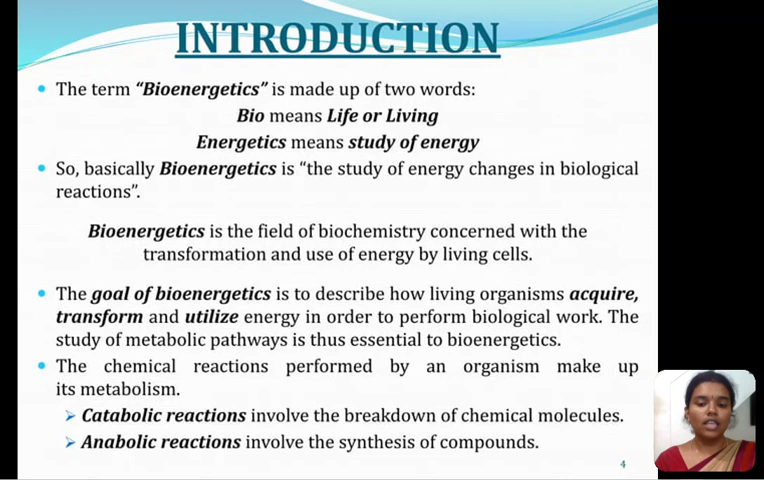 INTRODUCTION
The term “Bioenergetics” is made up of two words:
Bio means Life or Living
Energetics means study of energy
So, basically Bioenergetics is “the study of energy changes in biological
reactions”.
Bioenergetics is the field of biochemistry concerned with the
transformation and use of energy by living cells.
The goal of bioenergetics is to describe how living organisms acquire,
transform and utilize energy in order to perform biological work. The
study of metabolic pathways is thus essential to bioenergetics.
The chemical reactions performed by an organism make up
its metabolism.
Catabolic reactions involve the breakdown of chemical molecules.
Anabolic reactions involve the synthesis of compounds.
4